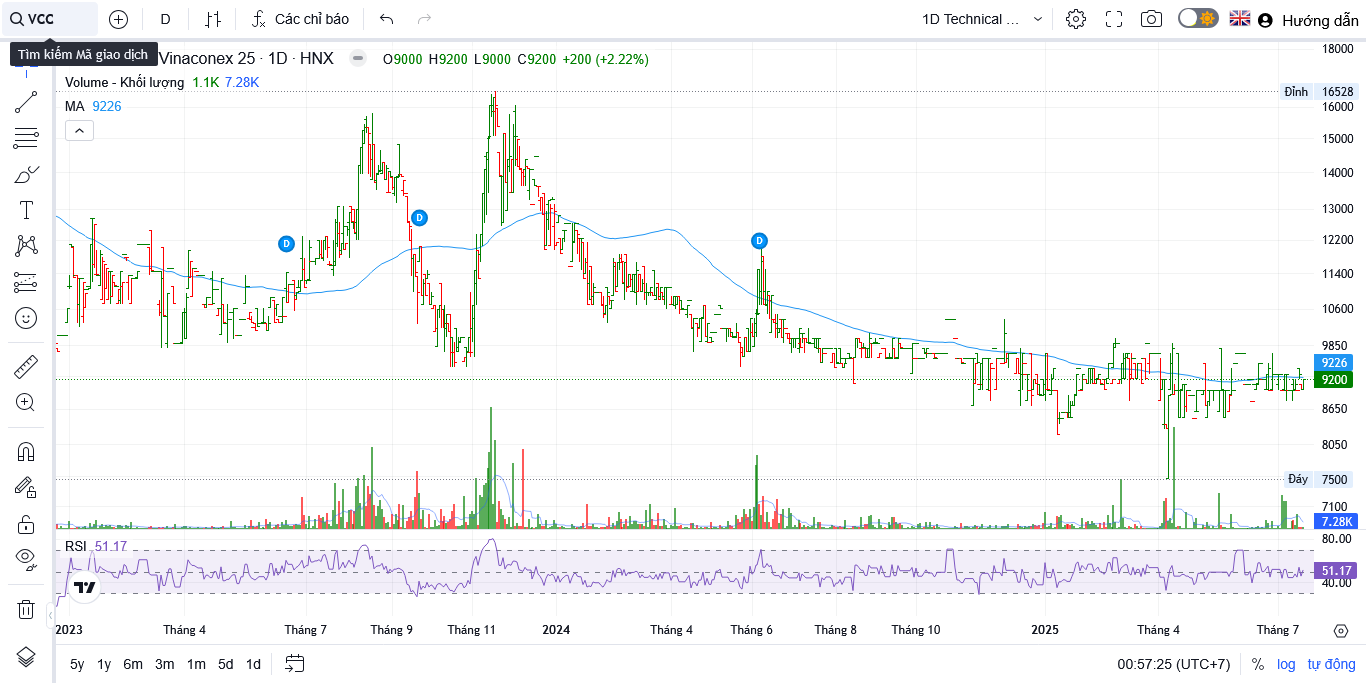 VCC D Các chỉ báo 1D Technical ... Hướng dẫn
Tìm kiếm Mã giao dịch
Vinaconex 25 · 1D · HNX O9000 H9200 L9000 C9200 +200 (+2.22%)
Volume - Khối lượng 1.1K 7.28K
MA 9226
18000
Đỉnh 16528
16000
15000
14000
13000
D
D
D
12200
11400
10600
9850
9226
9200
8650
8050
Đáy 7500
7100
7.28K
RSI 51.17
80.00
51.17
40.00
2023 Tháng 4 Tháng 7 Tháng 9 Tháng 11 2024 Tháng 4 Tháng 6 Tháng 8 Tháng 10 2025 Tháng 4 Tháng 7
5y 1y 6m 3m 1m 5d 1d 00:57:25 (UTC+7) % log tự động